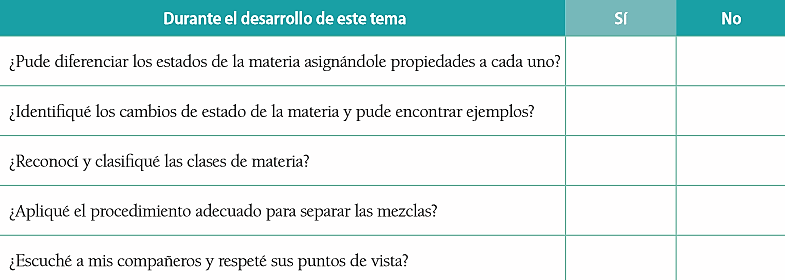 Durante el desarrollo de este tema Sí No
¿Pude diferenciar los estados de la materia asignándole propiedades a cada uno?
¿Identifiqué los cambios de estado de la materia y pude encontrar ejemplos?
¿Reconocí y clasifiqué las clases de materia?
¿Apliqué el procedimiento adecuado para separar las mezclas?
¿Escuché a mis compañeros y respeté sus puntos de vista?